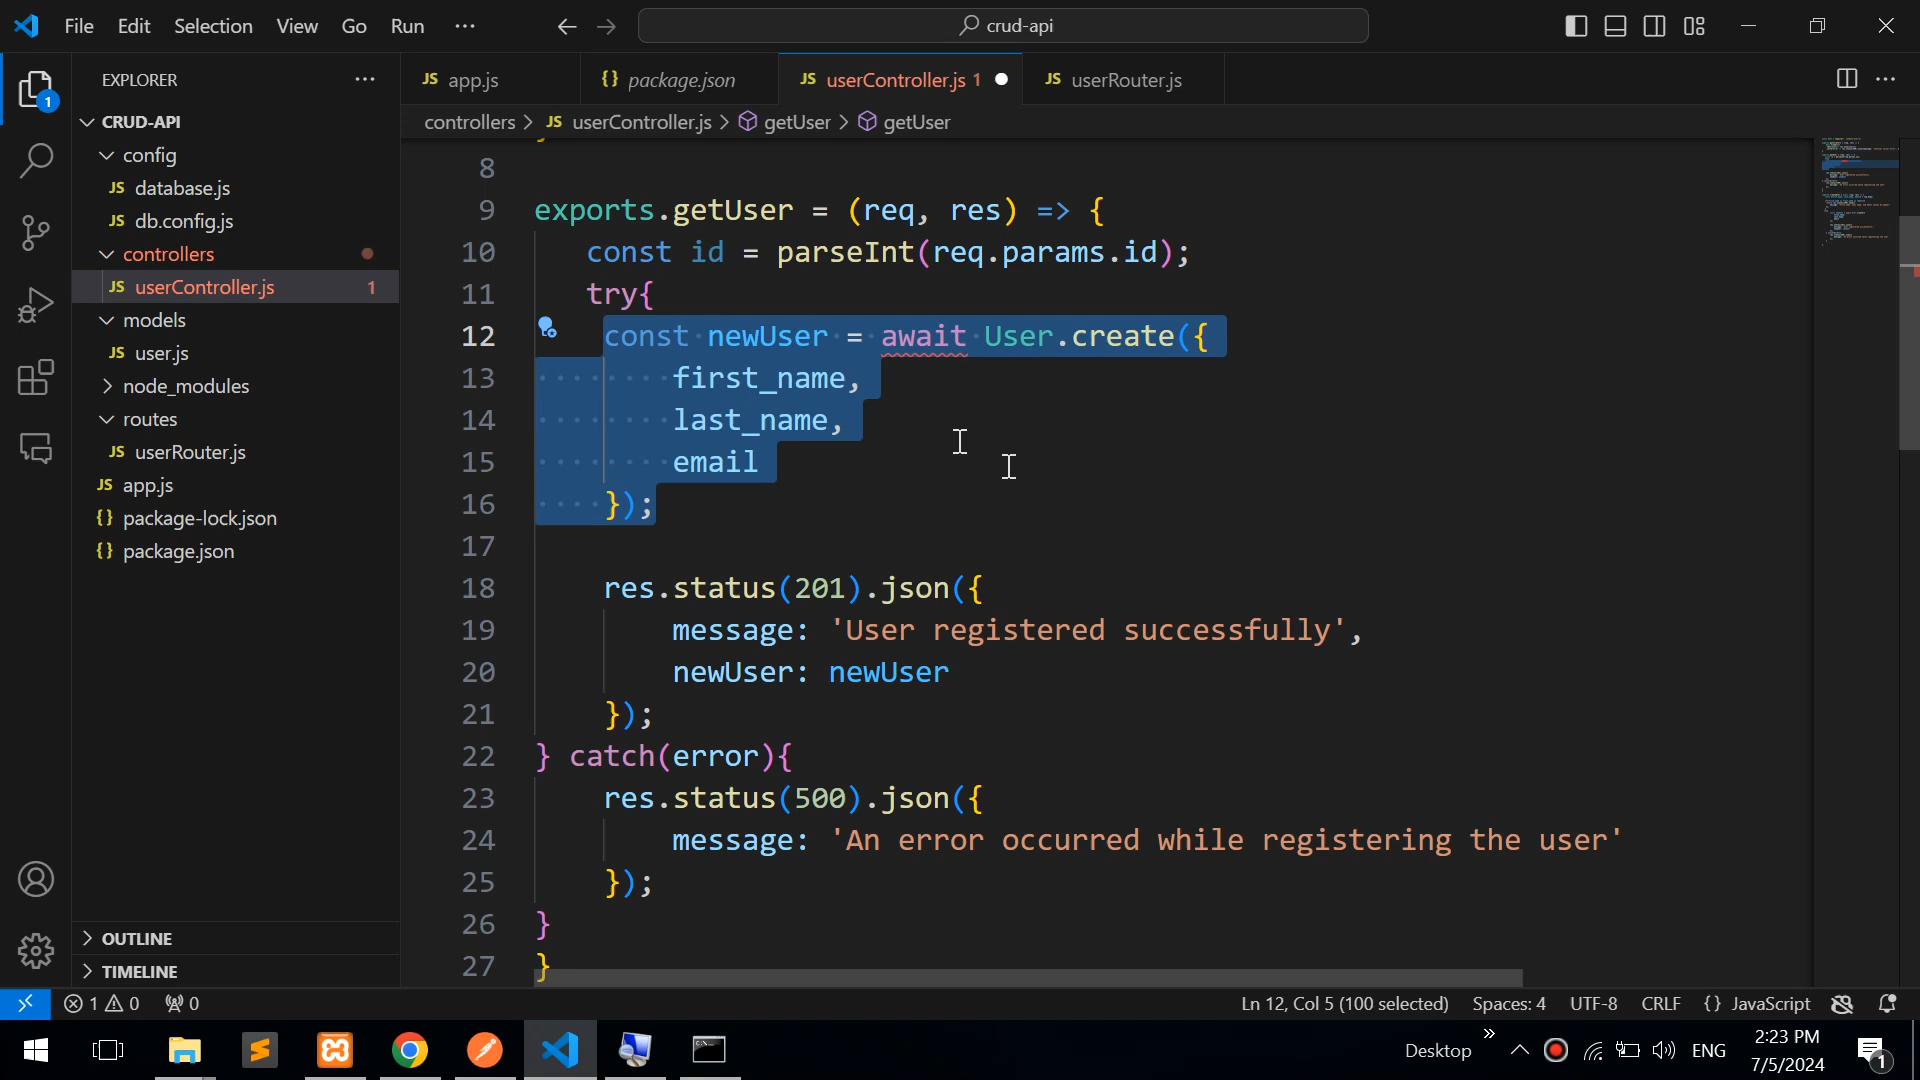 File Edit Selection View Go Run ···
crud-api
EXPLORER ···
JS app.js
{} package.json
JS userController.js 1
JS userRouter.js
···
controllers > JS userController.js > getUser > getUser
1
CRUD-API
config
JS database.js
JS db.config.js
controllers
JS userController.js 1
models
JS user.js
node_modules
routes
JS userRouter.js
JS app.js
{} package-lock.json
{} package.json
OUTLINE
TIMELINE
8
9 exports.getUser = (req, res) => {
10 const id = parseInt(req.params.id);
11 try{
12 const newUser = await User.create({
13 first_name,
14 last_name,
15 email
16 });
17
18 res.status(201).json({
19 message: 'User registered successfully',
20 newUser: newUser
21 });
22 } catch(error){
23 res.status(500).json({
24 message: 'An error occurred while registering the user'
25 });
26 }
27 }
1 0 0 Ln 12, Col 5 (100 selected) Spaces: 4 UTF-8 CRLF {} JavaScript
Desktop » ENG 2:23 PM
7/5/2024
1